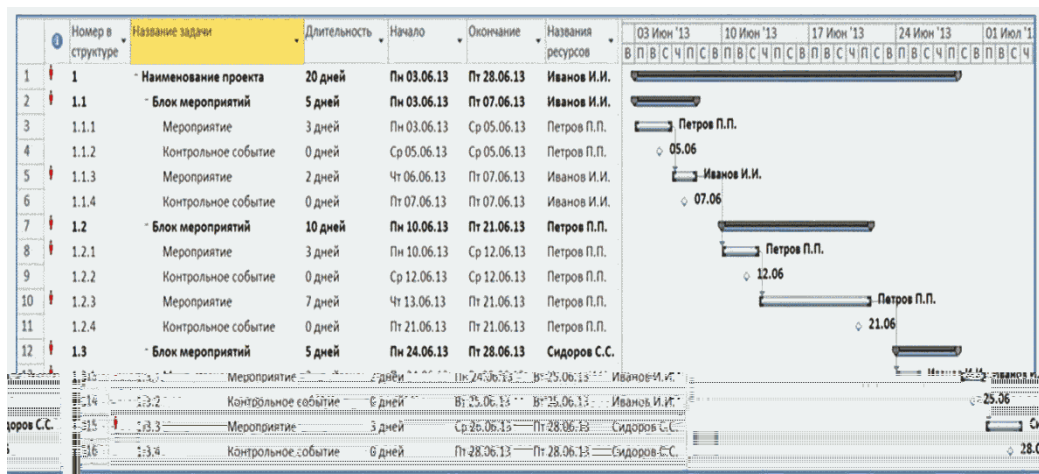 Номер в структуре Название задачи Длительность Начало Окончание Названия ресурсов 03 Июн '13 10 Июн '13 17 Июн '13 24 Июн '13 01 Июл '1
В П В С Ч П С В П В С Ч П С В П В С Ч П С В П В С Ч П С В П В С Ч
1 1 Наименование проекта 20 дней Пн 03.06.13 Пт 28.06.13 Иванов И.И.
2 1.1 Блок мероприятий 5 дней Пн 03.06.13 Пт 07.06.13 Иванов И.И.
3 1.1.1 Мероприятие 3 дней Пн 03.06.13 Ср 05.06.13 Петров П.П. Петров П.П.
4 1.1.2 Контрольное событие 0 дней Ср 05.06.13 Ср 05.06.13 Петров П.П. 05.06
5 1.1.3 Мероприятие 2 дней Чт 06.06.13 Пт 07.06.13 Иванов И.И. Иванов И.И.
6 1.1.4 Контрольное событие 0 дней Пт 07.06.13 Пт 07.06.13 Иванов И.И. 07.06
7 1.2 Блок мероприятий 10 дней Пн 10.06.13 Пт 21.06.13 Петров П.П.
8 1.2.1 Мероприятие 3 дней Пн 10.06.13 Ср 12.06.13 Петров П.П. Петров П.П.
9 1.2.2 Контрольное событие 0 дней Ср 12.06.13 Ср 12.06.13 Петров П.П. 12.06
10 1.2.3 Мероприятие 7 дней Чт 13.06.13 Пт 21.06.13 Петров П.П. Петров П.П.
11 1.2.4 Контрольное событие 0 дней Пт 21.06.13 Пт 21.06.13 Петров П.П. 21.06
12 1.3 Блок мероприятий 5 дней Пн 24.06.13 Пт 28.06.13 Сидоров С.С.
Мероприятие 2 дней Пн 24.06.13 Вт 25.06.13 Иванов И.И.
14 1.3.2 Контрольное событие 0 дней Вт 25.06.13 Вт 25.06.13 Иванов И.И. 25.06
15 1.3.3 Мероприятие 3 дней Ср 26.06.13 Пт 28.06.13 Сидоров С.С.
16 1.3.4 Контрольное событие 0 дней Пт 28.06.13 Пт 28.06.13 Сидоров С.С. 28.0